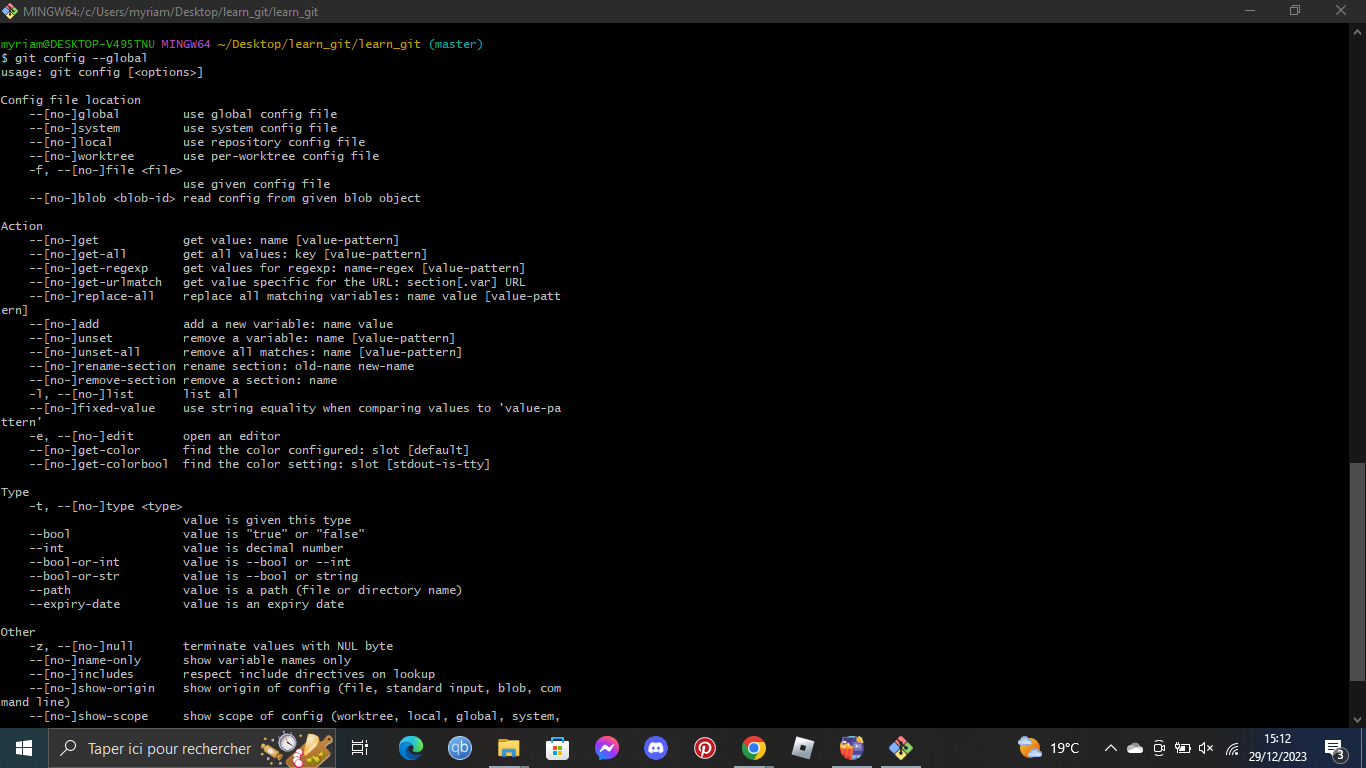 MINGW64:/c/Users/myriam/Desktop/learn_git/learn_git
myriam@DESKTOP-V495TNU MINGW64 ~/Desktop/learn_git/learn_git (master)
$ git config --global
usage: git config [<options>]
Config file location
--[no-]global use global config file
--[no-]system use system config file
--[no-]local use repository config file
--[no-]worktree use per-worktree config file
-f, --[no-]file <file>
use given config file
--[no-]blob <blob-id> read config from given blob object
Action
--[no-]get get value: name [value-pattern]
--[no-]get-all get all values: key [value-pattern]
--[no-]get-regexp get values for regexp: name-regex [value-pattern]
--[no-]get-urlmatch get value specific for the URL: section[.var] URL
--[no-]replace-all replace all matching variables: name value [value-patt
ern]
--[no-]add add a new variable: name value
--[no-]unset remove a variable: name [value-pattern]
--[no-]unset-all remove all matches: name [value-pattern]
--[no-]rename-section rename section: old-name new-name
--[no-]remove-section remove a section: name
-l, --[no-]list list all
--[no-]fixed-value use string equality when comparing values to 'value-pa
ttern'
-e, --[no-]edit open an editor
--[no-]get-color find the color configured: slot [default]
--[no-]get-colorbool find the color setting: slot [stdout-is-tty]
Type
-t, --[no-]type <type>
value is given this type
--bool value is "true" or "false"
--int value is decimal number
--bool-or-int value is --bool or --int
--bool-or-str value is --bool or string
--path value is a path (file or directory name)
--expiry-date value is an expiry date
Other
-z, --[no-]null terminate values with NUL byte
--[no-]name-only show variable names only
--[no-]includes respect include directives on lookup
--[no-]show-origin show origin of config (file, standard input, blob, com
mand line)
--[no-]show-scope show scope of config (worktree, local, global, system,
Taper ici pour rechercher
qb
19°C
15:12
29/12/2023
3